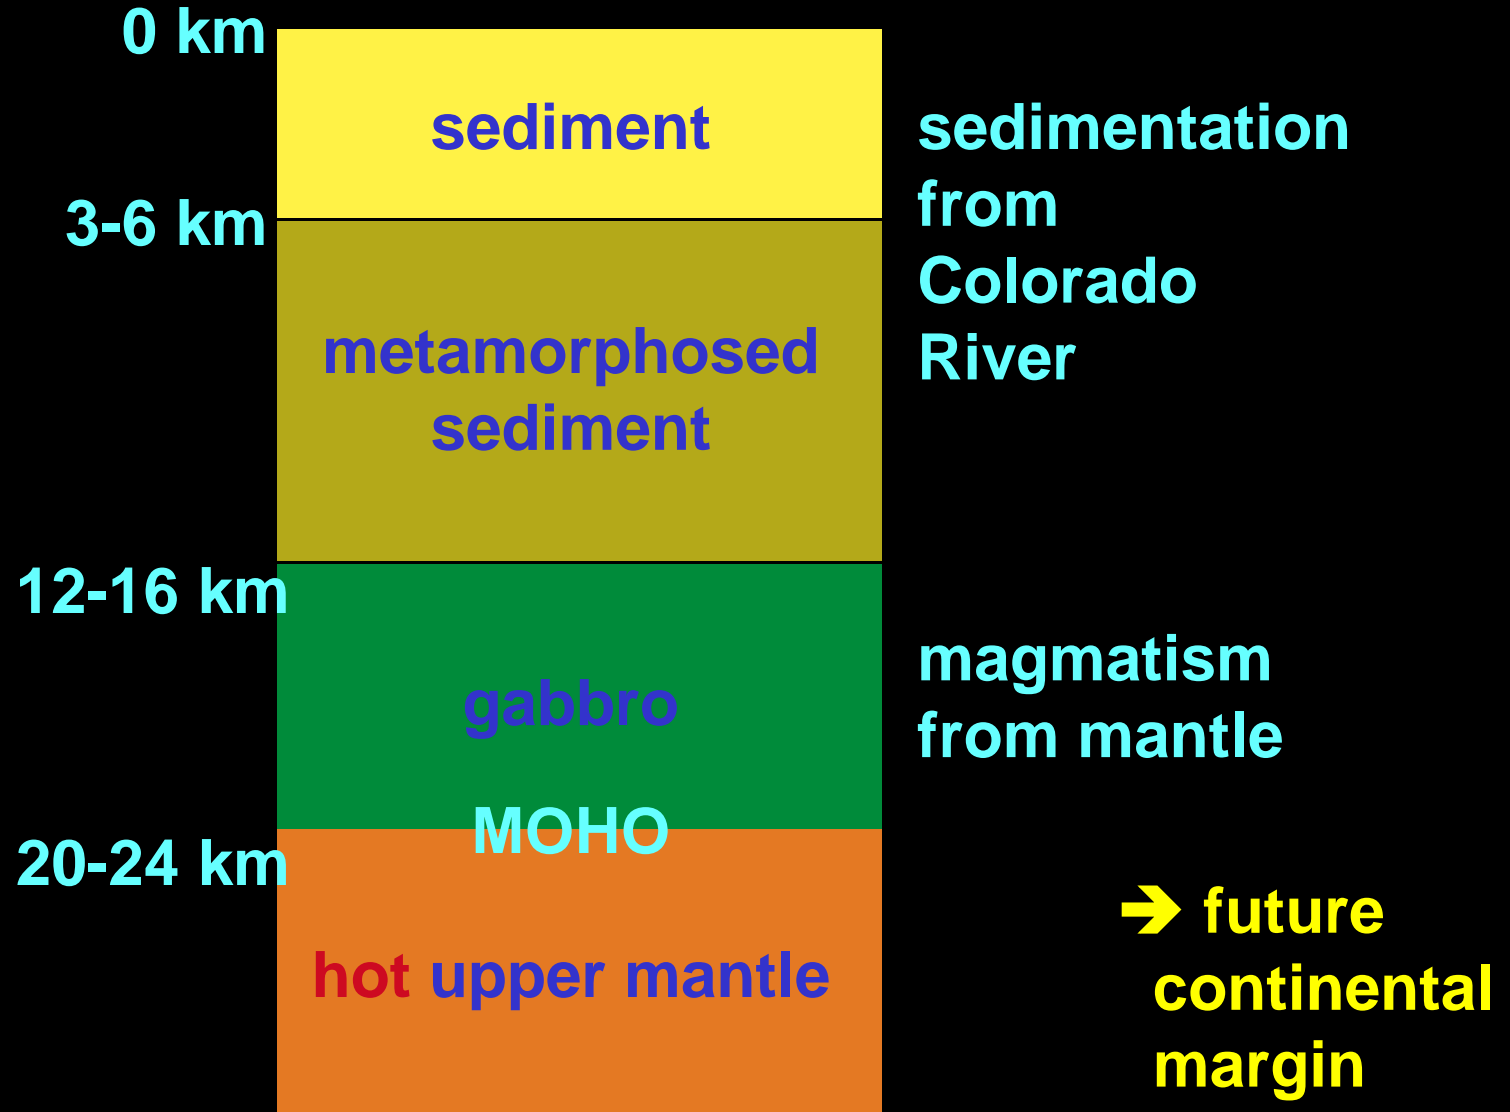 0 km
sediment
sedimentation
from
Colorado
River
3-6 km
metamorphosed
sediment
12-16 km
gabbro
magmatism
from mantle
MOHO
20-24 km
hot upper mantle
➔ future
continental
margin